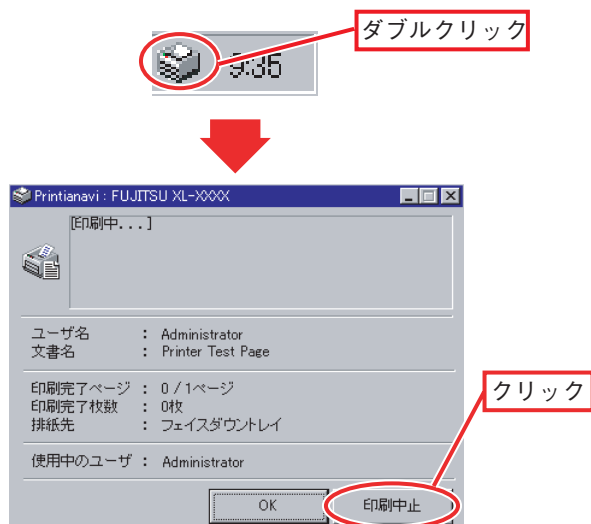 ダブルクリック
9:35
Printianavi : FUJITSU XL-XXXX
[印刷中...]
ユーザ名 : Administrator
文書名 : Printer Test Page
印刷完了ページ : 0 / 1ページ
印刷完了枚数 : 0枚
排紙先 : フェイスダウントレイ
クリック
使用中のユーザ : Administrator
OK
印刷中止